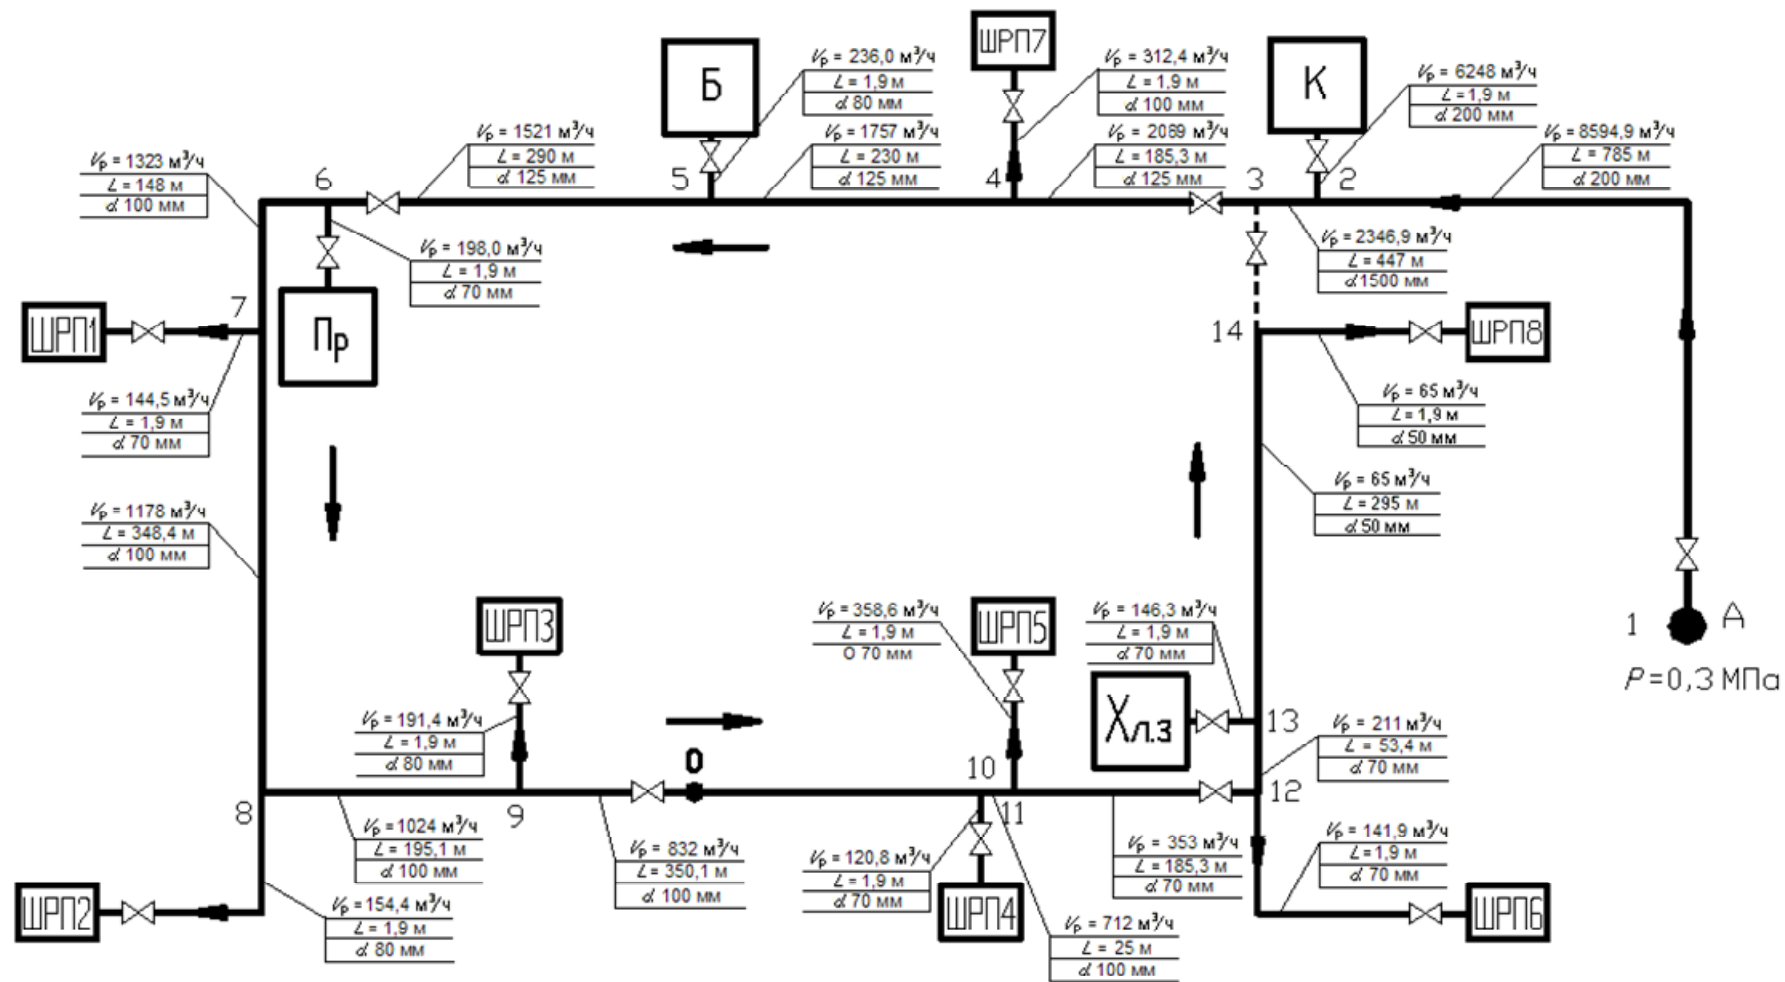 ШРП7
Б
К
Vр = 236,0 м³/ч
L = 1,9 м
d 80 мм
Vр = 312,4 м³/ч
L = 1,9 м
d 100 мм
Vр = 6248 м³/ч
L = 1,9 м
d 200 мм
Vр = 1521 м³/ч
L = 290 м
d 125 мм
Vр = 1757 м³/ч
L = 230 м
d 125 мм
Vр = 2089 м³/ч
L = 185,3 м
d 125 мм
Vр = 8594,9 м³/ч
L = 785 м
d 200 мм
Vр = 1323 м³/ч
L = 148 м
d 100 мм
6
5
4
3
2
Vр = 198,0 м³/ч
L = 1,9 м
d 70 мм
Vр = 2346,9 м³/ч
L = 447 м
d 1500 мм
ШРП1
7
Пр
14
ШРП8
Vр = 144,5 м³/ч
L = 1,9 м
d 70 мм
Vр = 65 м³/ч
L = 1,9 м
d 50 мм
Vр = 1178 м³/ч
L = 348,4 м
d 100 мм
Vр = 65 м³/ч
L = 295 м
d 50 мм
ШРП3
Vр = 358,6 м³/ч
L = 1,9 м
O 70 мм
ШРП5
Vр = 146,3 м³/ч
L = 1,9 м
d 70 мм
1
А
P=0,3 МПа
Vр = 191,4 м³/ч
L = 1,9 м
d 80 мм
0
Хл.з
13
Vр = 211 м³/ч
L = 53,4 м
d 70 мм
8
9
10
11
12
Vр = 1024 м³/ч
L = 195,1 м
d 100 мм
Vр = 832 м³/ч
L = 350,1 м
d 100 мм
Vр = 120,8 м³/ч
L = 1,9 м
d 70 мм
Vр = 353 м³/ч
L = 185,3 м
d 70 мм
Vр = 141,9 м³/ч
L = 1,9 м
d 70 мм
ШРП2
Vр = 154,4 м³/ч
L = 1,9 м
d 80 мм
ШРП4
Vр = 712 м³/ч
L = 25 м
d 100 мм
ШРП6